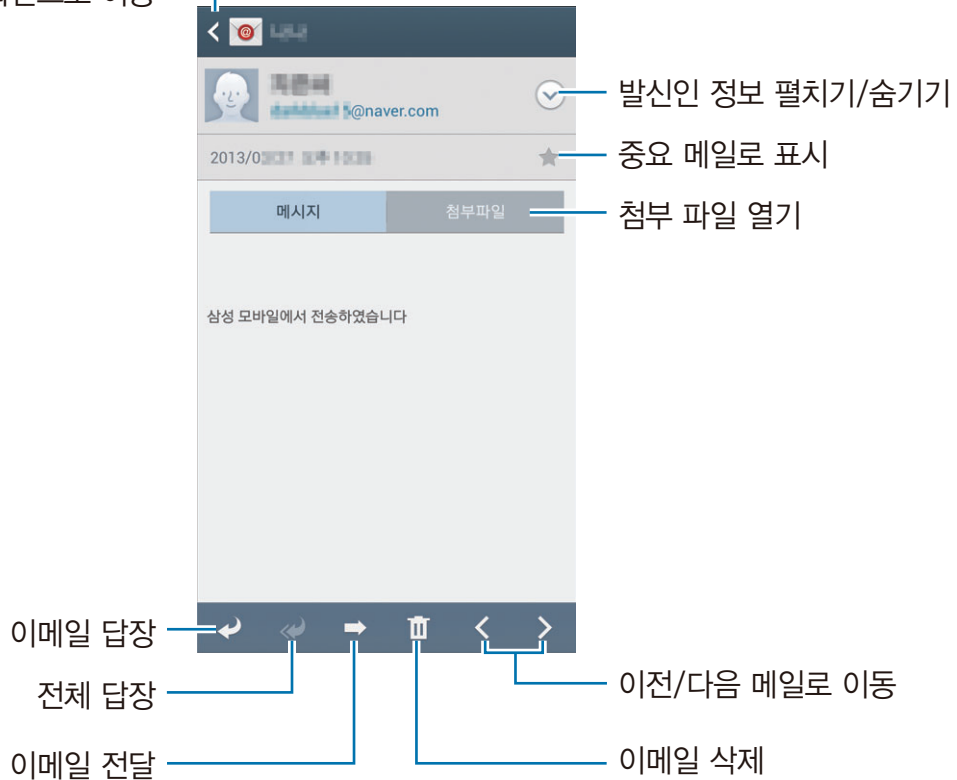 이동
@naver.com
발신인 정보 펼치기/숨기기
2013/0
중요 메일로 표시
메시지
첨부파일
첨부 파일 열기
삼성 모바일에서 전송하였습니다
이메일 답장
전체 답장
이전/다음 메일로 이동
이메일 전달
이메일 삭제